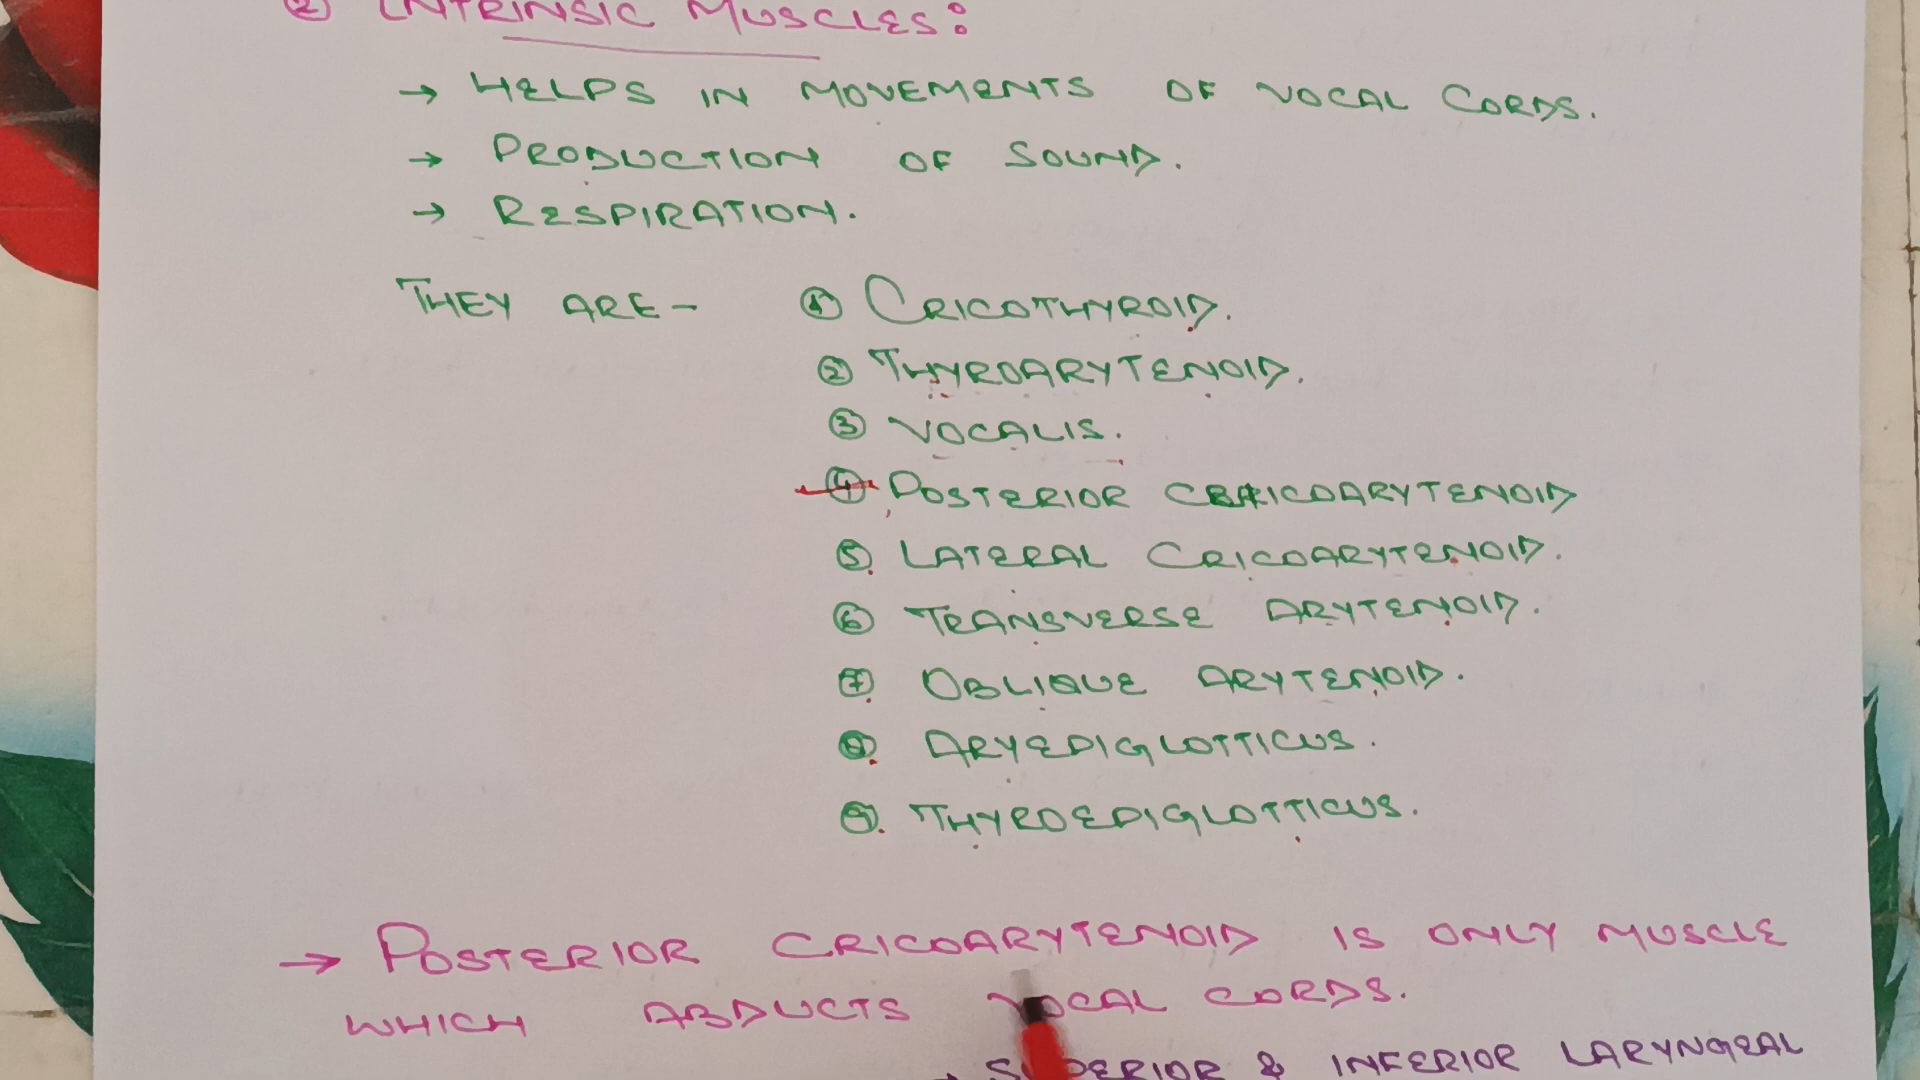 ② INTRINSIC MUSCLES:
→ HELPS IN MOVEMENTS OF VOCAL CORDS.
→ PRODUCTION OF SOUND.
→ RESPIRATION.
THEY ARE - ① CRICOTHYROID.
② THYROARYTENOID.
③ VOCALIS.
④ POSTERIOR CRICOARYTENOID
⑤ LATERAL CRICOARYTENOID.
⑥ TRANSVERSE ARYTENOID.
⑦ OBLIQUE ARYTENOID.
⑧ ARYEPIGLOTTICUS.
⑨ THYROEPIGLOTTICUS.
→ POSTERIOR CRICOARYTENOID IS ONLY MUSCLE
WHICH ABDUCTS VOCAL CORDS.
SUPERIOR & INFERIOR LARYNGEAL